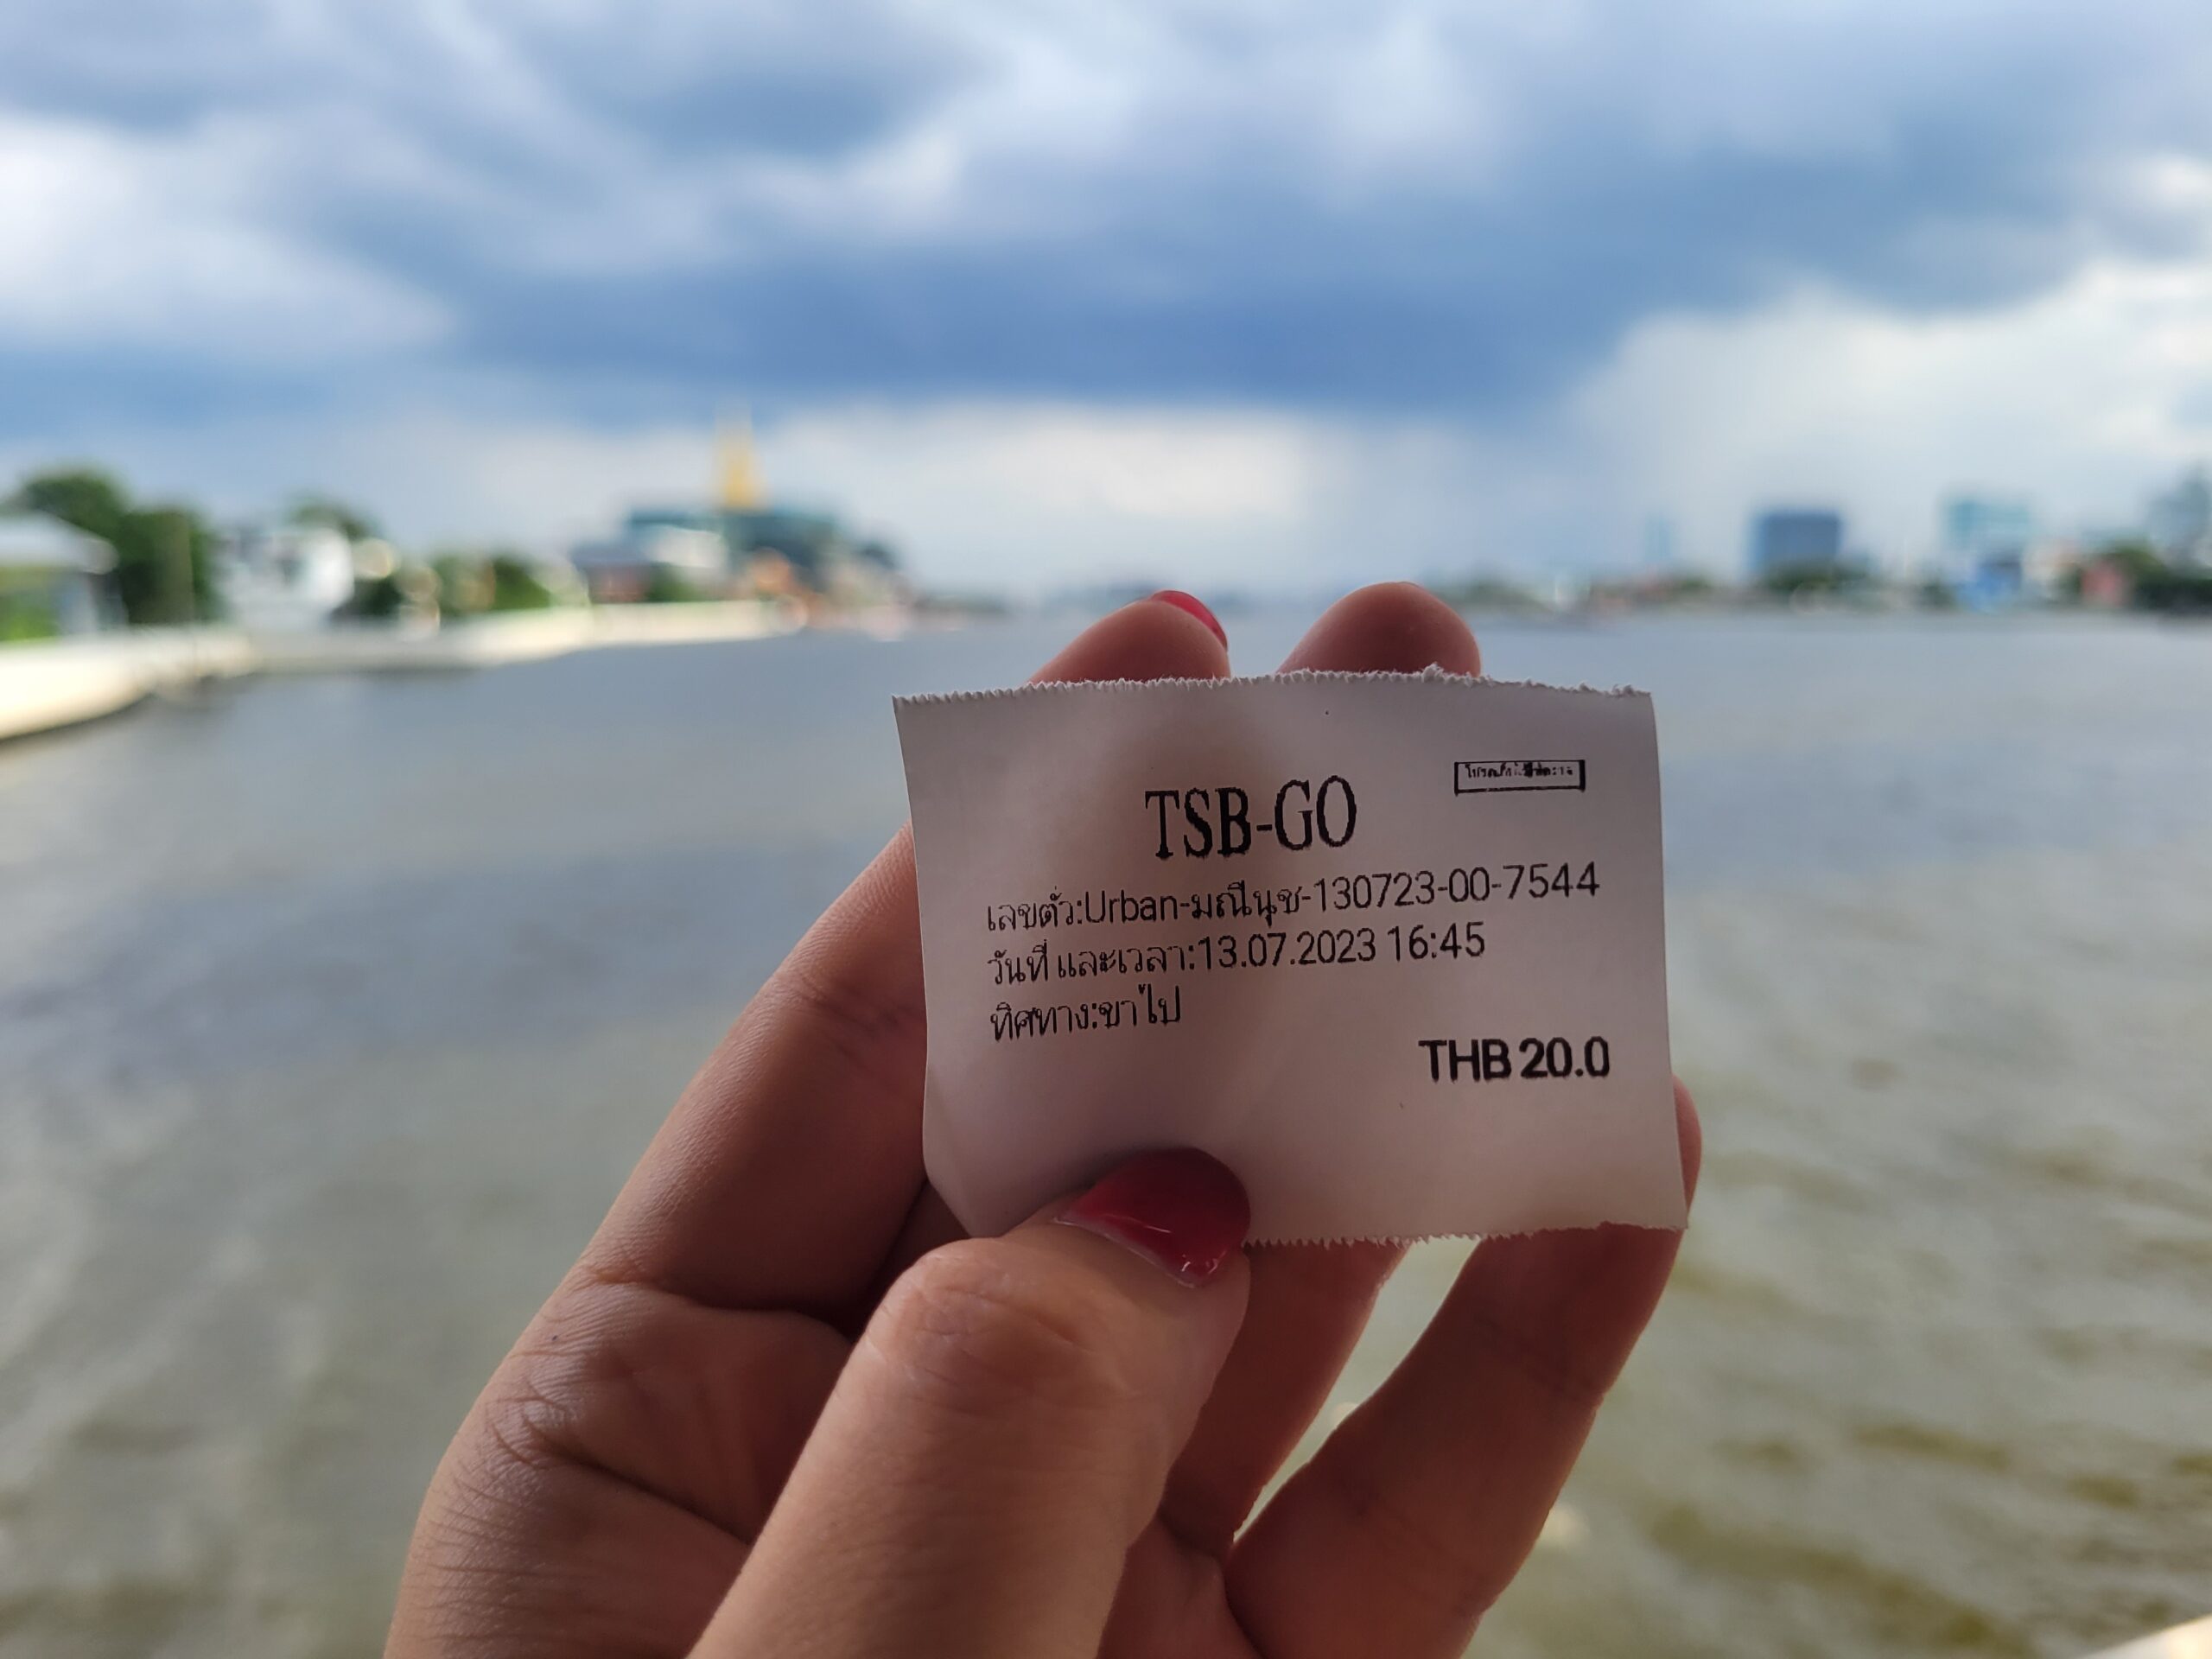 TSB-GO
เลขตั๋ว:Urban-มณีนุช-130723-00-7544
วันที่ และเวลา:13.07.2023 16:45
ทิศทาง:ขาไป
THB 20.0